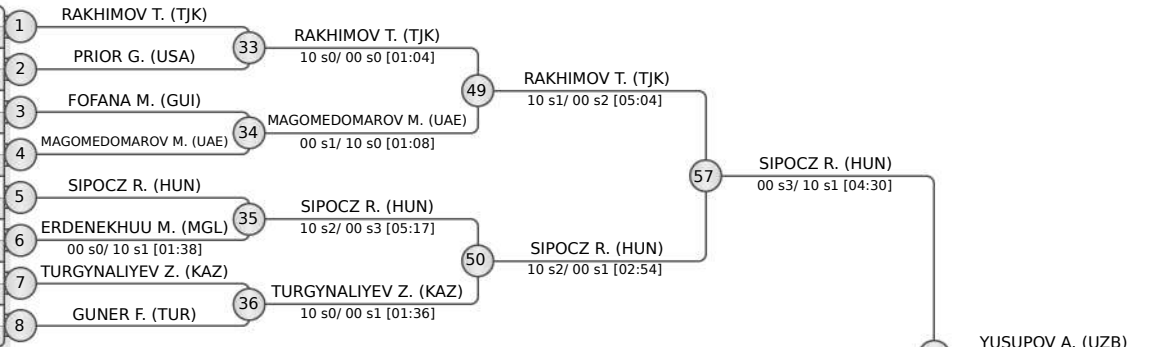 1
RAKHIMOV T. (TJK)
2
PRIOR G. (USA)
33
RAKHIMOV T. (TJK)
10 s0/ 00 s0 [01:04]
3
FOFANA M. (GUI)
4
MAGOMEDOMAROV M. (UAE)
34
MAGOMEDOMAROV M. (UAE)
00 s1/ 10 s0 [01:08]
49
RAKHIMOV T. (TJK)
10 s1/ 00 s2 [05:04]
5
SIPOCZ R. (HUN)
6
ERDENEKHUU M. (MGL)
00 s0/ 10 s1 [01:38]
35
SIPOCZ R. (HUN)
10 s2/ 00 s3 [05:17]
7
TURGYNALIYEV Z. (KAZ)
8
GUNER F. (TUR)
36
TURGYNALIYEV Z. (KAZ)
10 s0/ 00 s1 [01:36]
50
SIPOCZ R. (HUN)
10 s2/ 00 s1 [02:54]
57
SIPOCZ R. (HUN)
00 s3/ 10 s1 [04:30]
YUSUPOV A. (UZB)